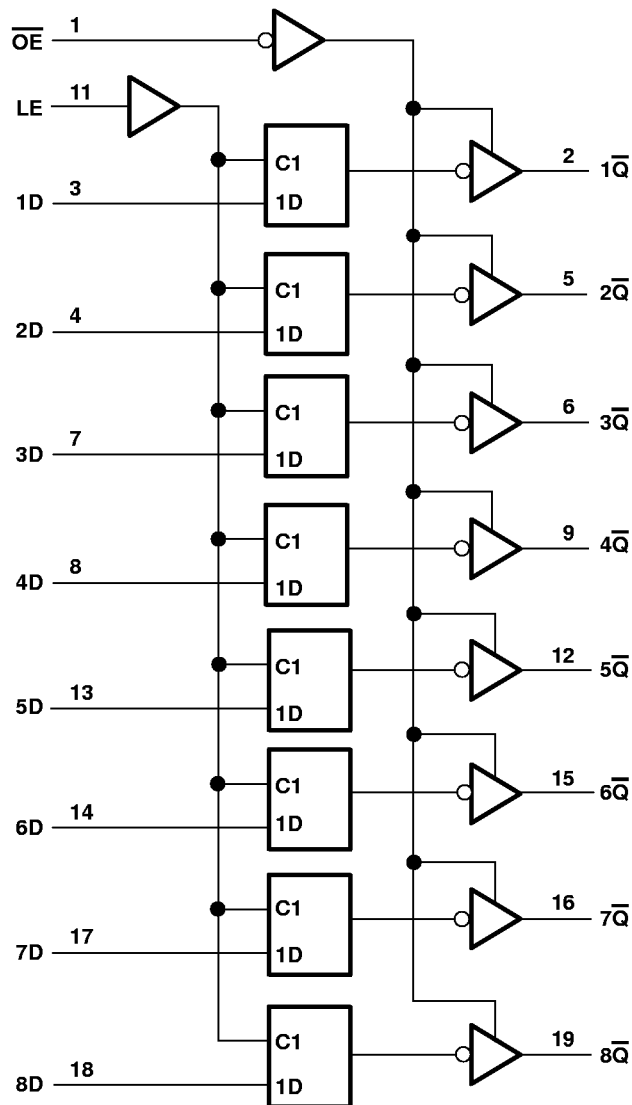 O̅E̅ 1
LE 11
C1
1D 3 1D 2 1Q̅
C1
2D 4 1D 5 2Q̅
C1
3D 7 1D 6 3Q̅
C1
4D 8 1D 9 4Q̅
C1
5D 13 1D 12 5Q̅
C1
6D 14 1D 15 6Q̅
C1
7D 17 1D 16 7Q̅
C1
8D 18 1D 19 8Q̅